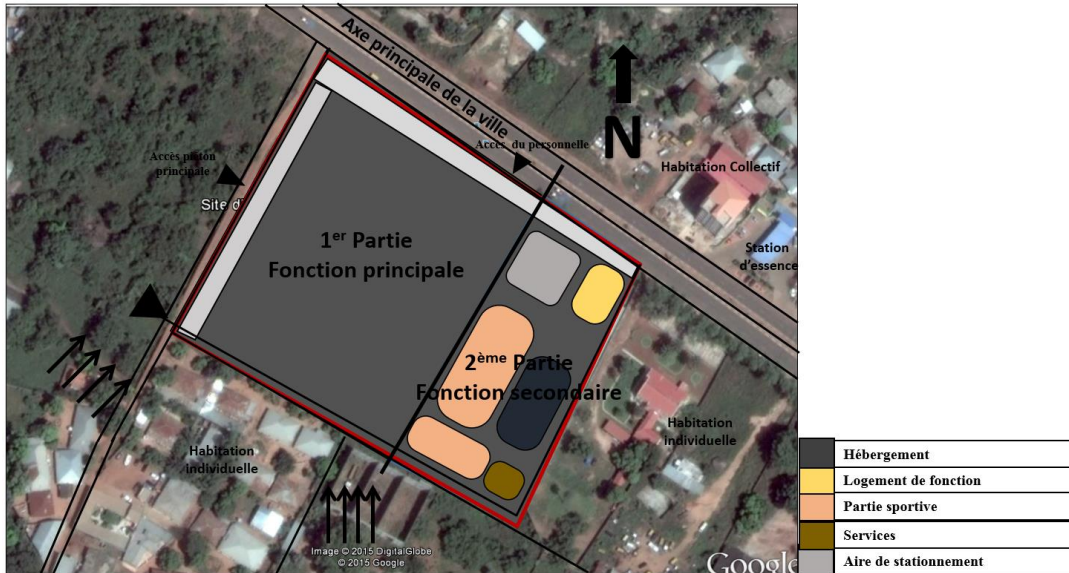 Axe principale de la ville
N
Accès du personnelle
Accès piéton
principale
Site d'
Habitation Collectif
Station
d'essence
1er Partie
Fonction principale
2ème Partie
Fonction secondaire
Habitation
individuelle
Habitation
individuelle
Image © 2015 DigitalGlobe
© 2015 Google
Google
Hébergement
Logement de fonction
Partie sportive
Services
Aire de stationnement